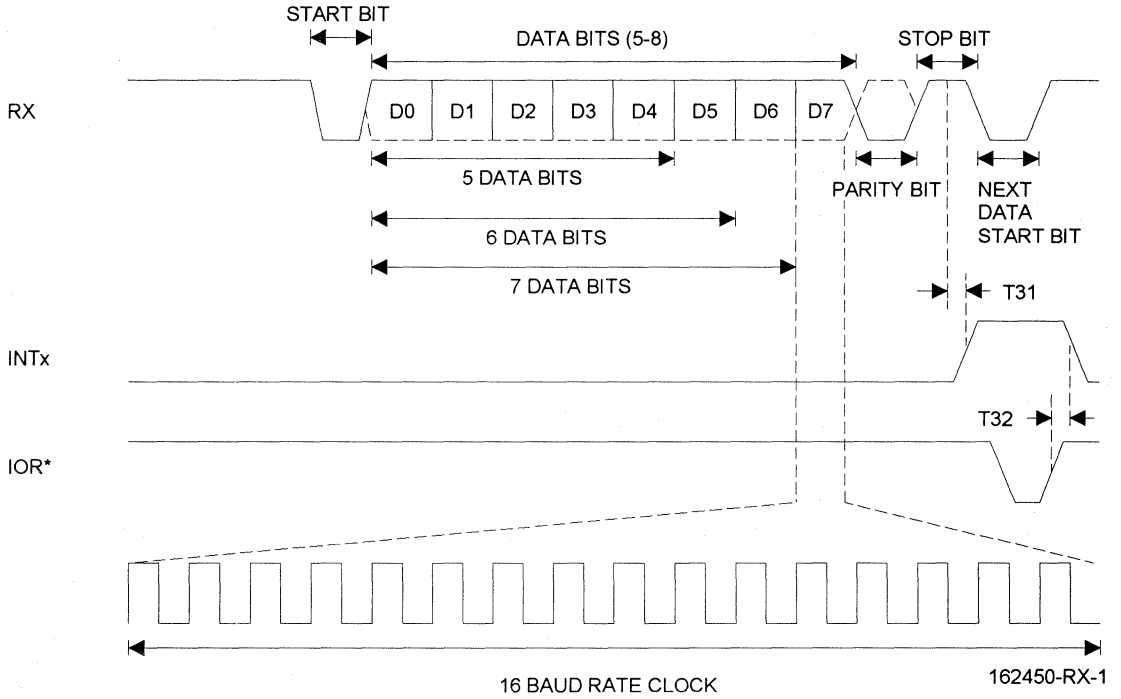 START BIT
DATA BITS (5-8)
STOP BIT
RX
D0 D1 D2 D3 D4 D5 D6 D7
5 DATA BITS
PARITY BIT
NEXT
DATA
START BIT
6 DATA BITS
7 DATA BITS
T31
INTx
T32
IOR*
16 BAUD RATE CLOCK
162450-RX-1